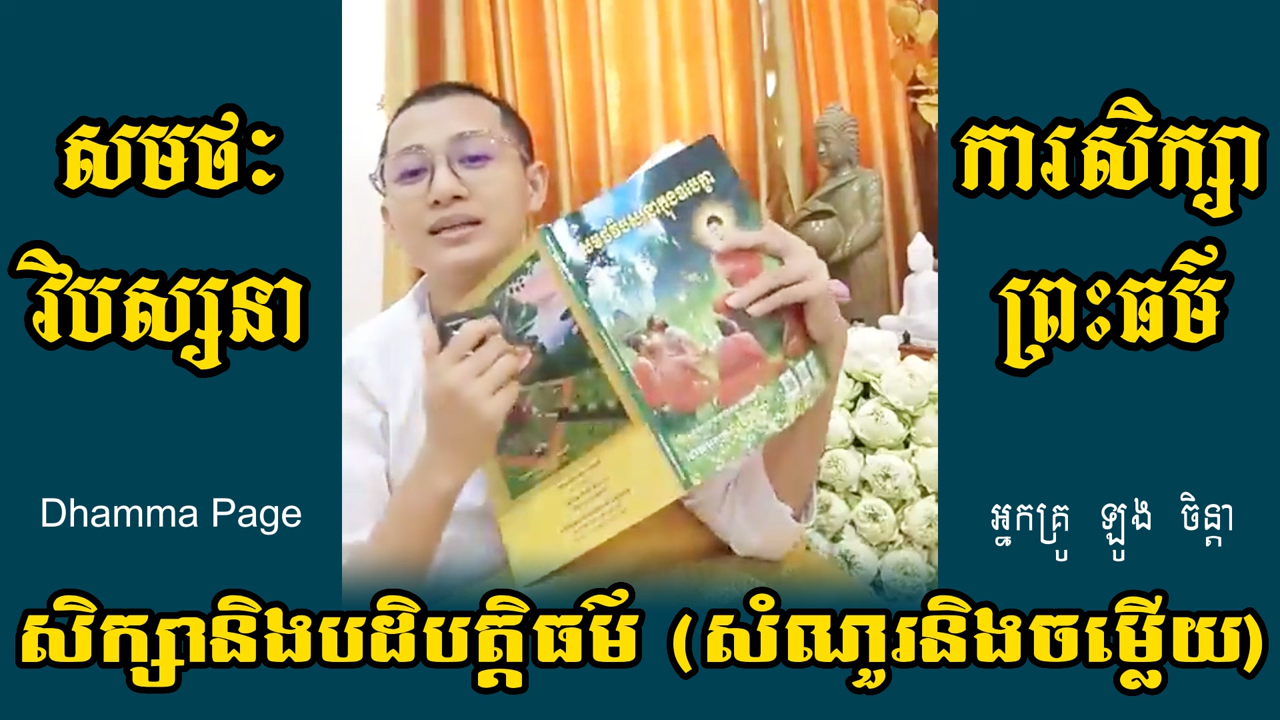 សមថៈ
វិបស្សនា
ការសិក្សា
ព្រះធម៌
Dhamma Page
អ្នកគ្រូ ឡុង ចិន្តា
សិក្សានិងបដិបត្តិធម៌ (សំណួរនិងចម្លើយ)